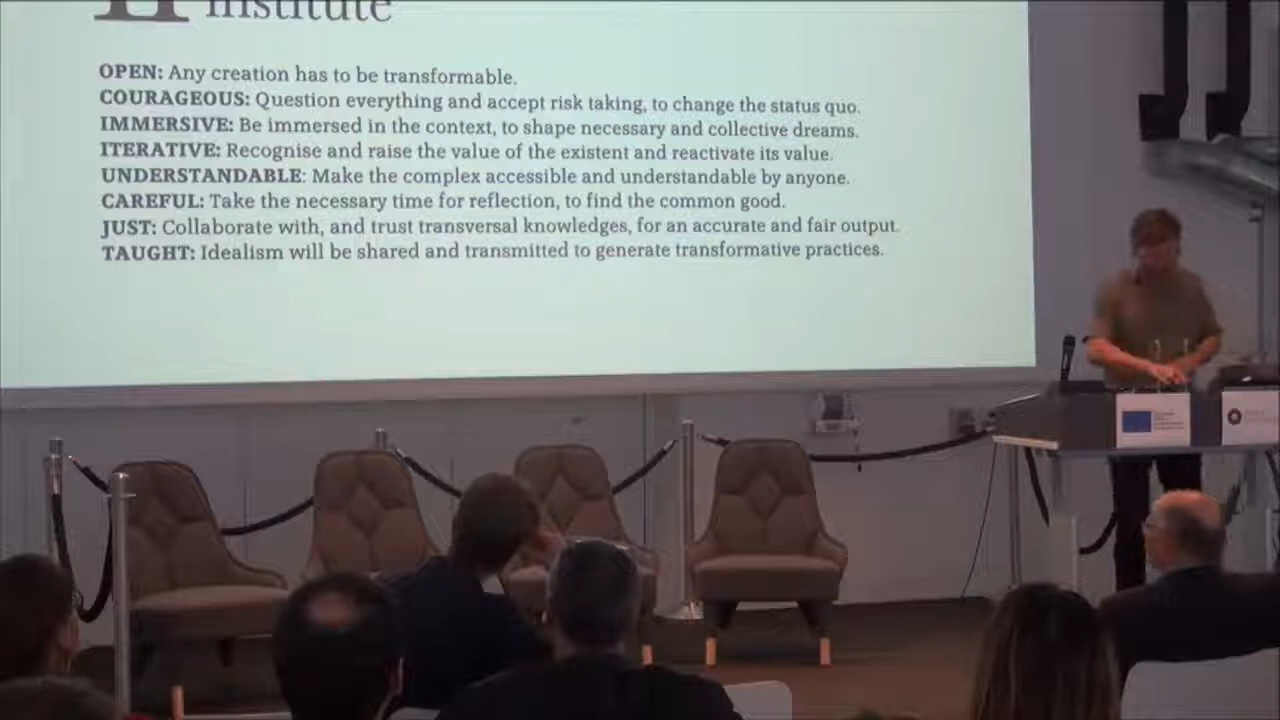 institute
OPEN: Any creation has to be transformable.
COURAGEOUS: Question everything and accept risk taking, to change the status quo.
IMMERSIVE: Be immersed in the context, to shape necessary and collective dreams.
ITERATIVE: Recognise and raise the value of the existent and reactivate its value.
UNDERSTANDABLE: Make the complex accessible and understandable by anyone.
CAREFUL: Take the necessary time for reflection, to find the common good.
JUST: Collaborate with, and trust transversal knowledges, for an accurate and fair output.
TAUGHT: Idealism will be shared and transmitted to generate transformative practices.